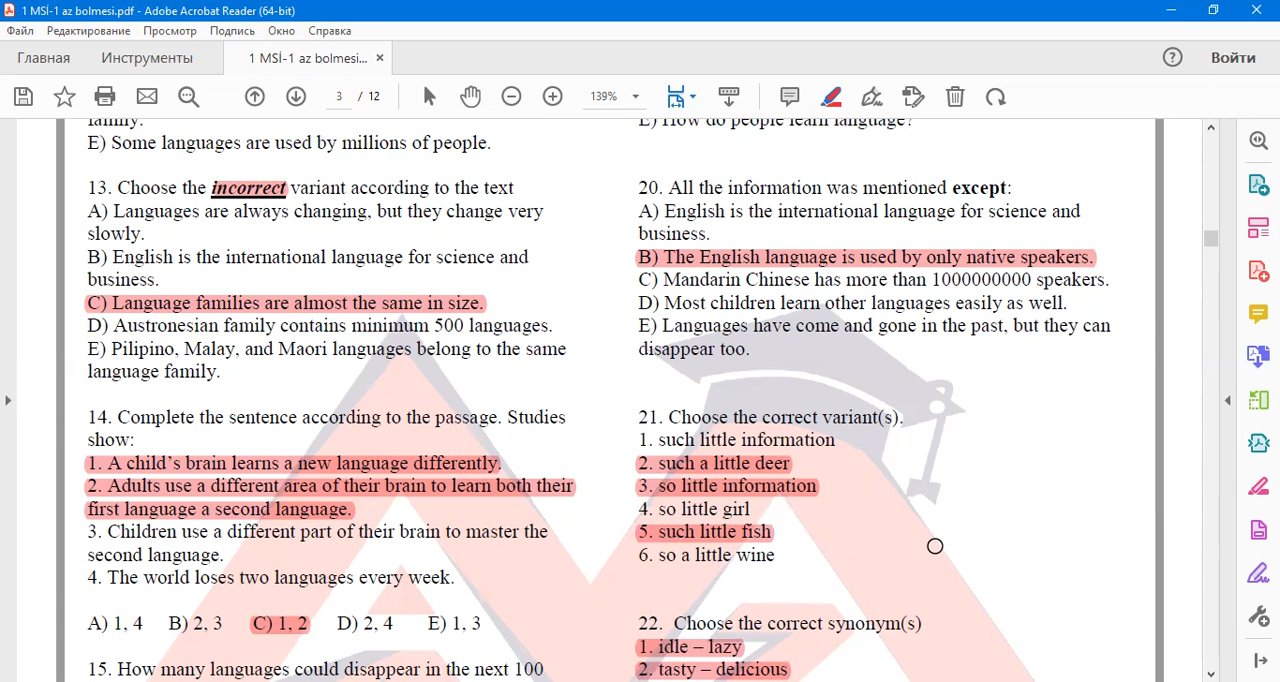 1 MSİ-1 az bolmesi.pdf - Adobe Acrobat Reader (64-bit)
Файл Редактирование Просмотр Подпись Окно Справка
Главная Инструменты 1 MSİ-1 az bolmesi... × Войти
3 / 12 139%
family.
E) Some languages are used by millions of people.
13. Choose the incorrect variant according to the text
A) Languages are always changing, but they change very
slowly.
B) English is the international language for science and
business.
C) Language families are almost the same in size.
D) Austronesian family contains minimum 500 languages.
E) Pilipino, Malay, and Maori languages belong to the same
language family.
14. Complete the sentence according to the passage. Studies
show:
1. A child’s brain learns a new language differently.
2. Adults use a different area of their brain to learn both their
first language a second language.
3. Children use a different part of their brain to master the
second language.
4. The world loses two languages every week.
A) 1, 4 B) 2, 3 C) 1, 2 D) 2, 4 E) 1, 3
15. How many languages could disappear in the next 100
E) How do people learn language?
20. All the information was mentioned except:
A) English is the international language for science and
business.
B) The English language is used by only native speakers.
C) Mandarin Chinese has more than 1000000000 speakers.
D) Most children learn other languages easily as well.
E) Languages have come and gone in the past, but they can
disappear too.
21. Choose the correct variant(s).
1. such little information
2. such a little deer
3. so little information
4. so little girl
5. such little fish
6. so a little wine
22. Choose the correct synonym(s)
1. idle – lazy
2. tasty – delicious